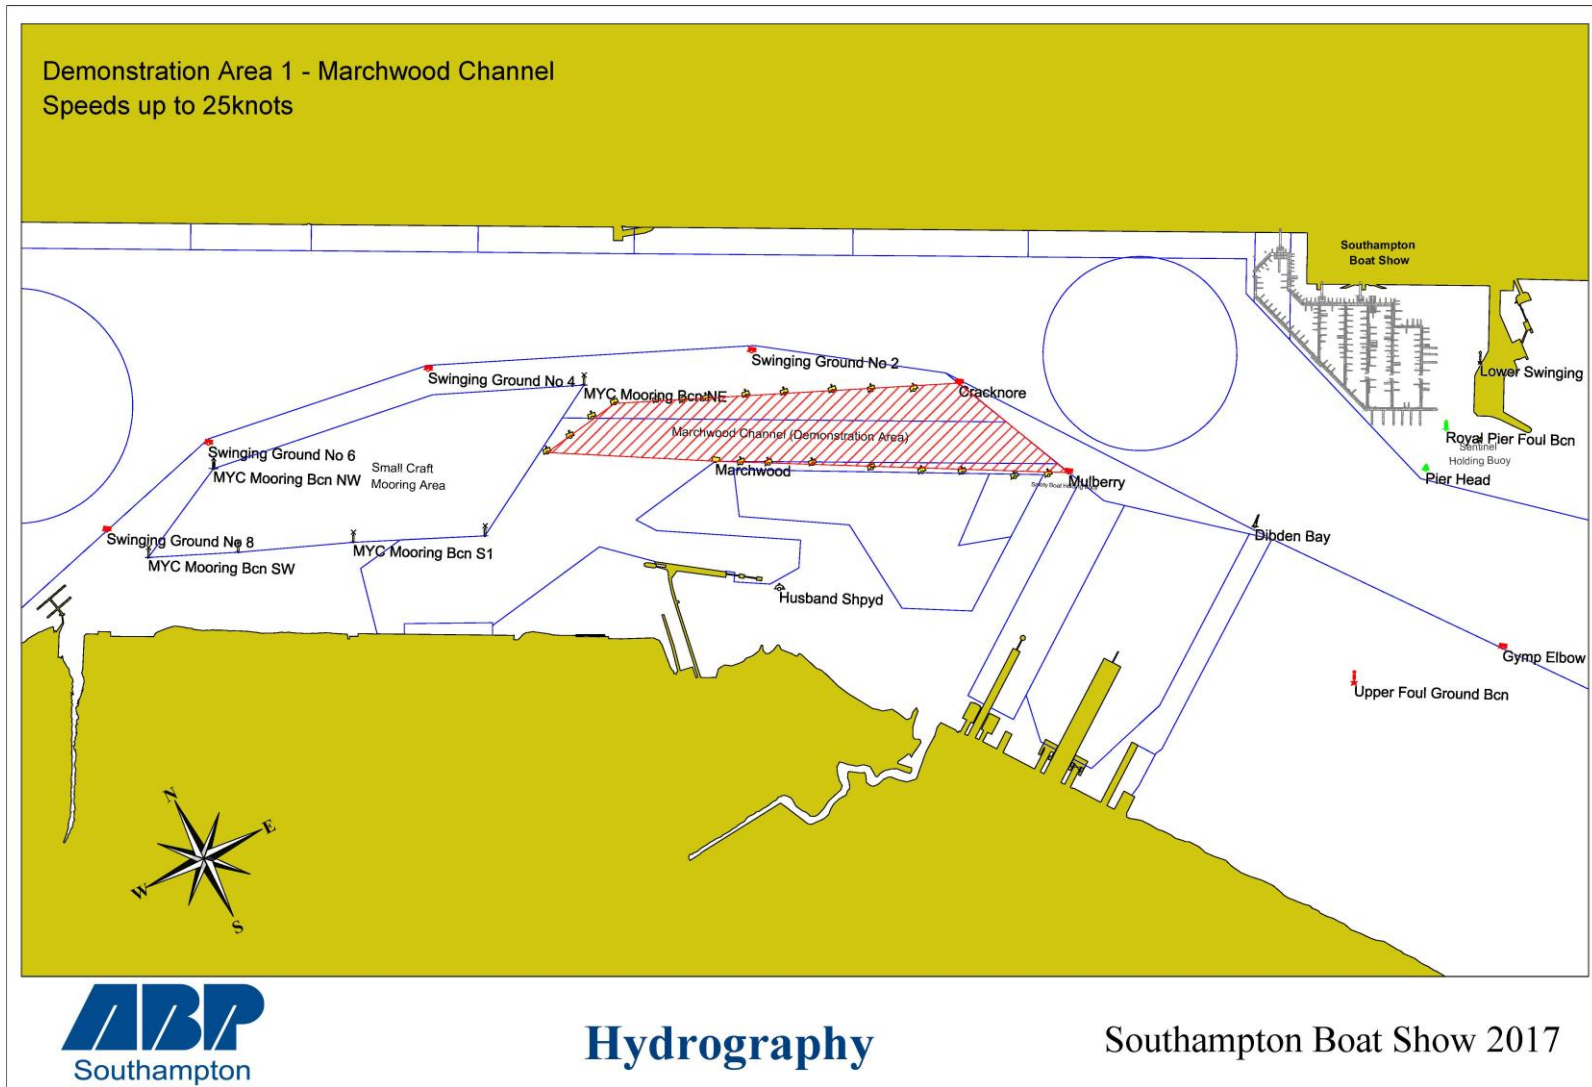 Demonstration Area 1 - Marchwood Channel
Speeds up to 25knots
Southampton
Boat Show
Swinging Ground No 2
Swinging Ground No 4
MYC Mooring Bcn NE
Cracknore
Lower Swinging
Marchwood Channel (Demonstration Area)
Royal Pier Foul Bcn
Sentinel
Holding Buoy
Swinging Ground No 6
MYC Mooring Bcn NW
Small Craft
Mooring Area
Marchwood
Mulberry
Pier Head
Swinging Ground No 8
MYC Mooring Bcn SW
MYC Mooring Bcn S1
Dibden Bay
Husband Shpyd
Gymp Elbow
Upper Foul Ground Bcn
N
E
W
S
ABP
Southampton
Hydrography
Southampton Boat Show 2017